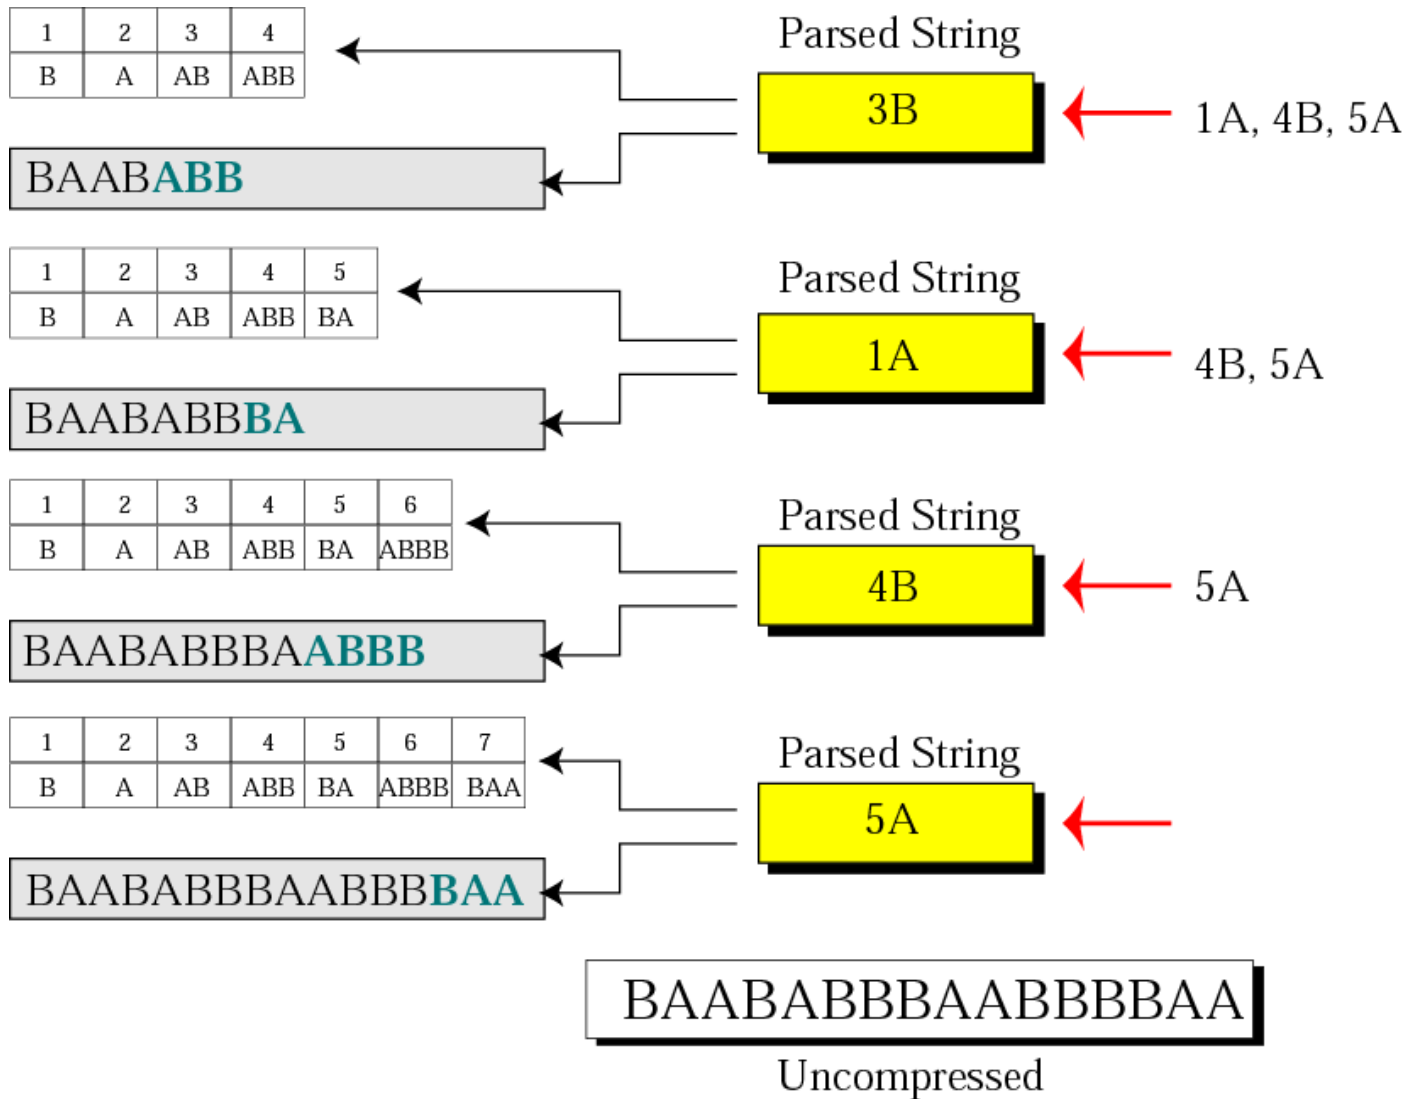 1 2 3 4
B A AB ABB
Parsed String
3B
1A, 4B, 5A
BAABABB
1 2 3 4 5
B A AB ABB BA
Parsed String
1A
4B, 5A
BAABABBBA
1 2 3 4 5 6
B A AB ABB BA ABBB
Parsed String
4B
5A
BAABABBBAABBB
1 2 3 4 5 6 7
B A AB ABB BA ABBB BAA
Parsed String
5A
BAABABBBAABBBBAA
BAABABBBAABBBBAA
Uncompressed